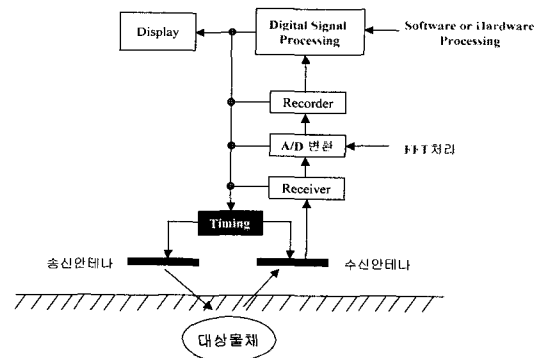 Display
Digital Signal
Processing
Software or Hardware
Processing
Recorder
A/D 변환
FFT처리
Receiver
Timing
송신안테나
수신안테나
대상물체